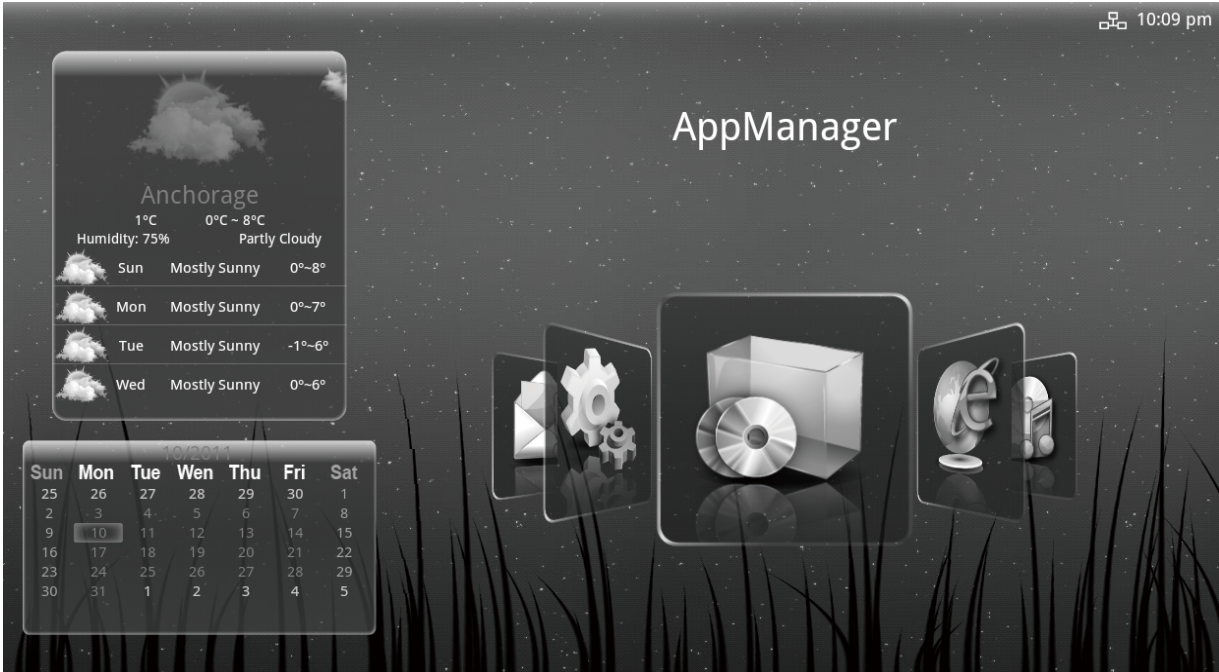 10:09 pm
AppManager
Anchorage
1°C 0°C ~ 8°C
Humidity: 75% Partly Cloudy
Sun Mostly Sunny 0°~8°
Mon Mostly Sunny 0°~7°
Tue Mostly Sunny -1°~6°
Wed Mostly Sunny 0°~6°
10/2011
Sun Mon Tue Wen Thu Fri Sat
25 26 27 28 29 30 1
2 3 4 5 6 7 8
9 10 11 12 13 14 15
16 17 18 19 20 21 22
23 24 25 26 27 28 29
30 31 1 2 3 4 5